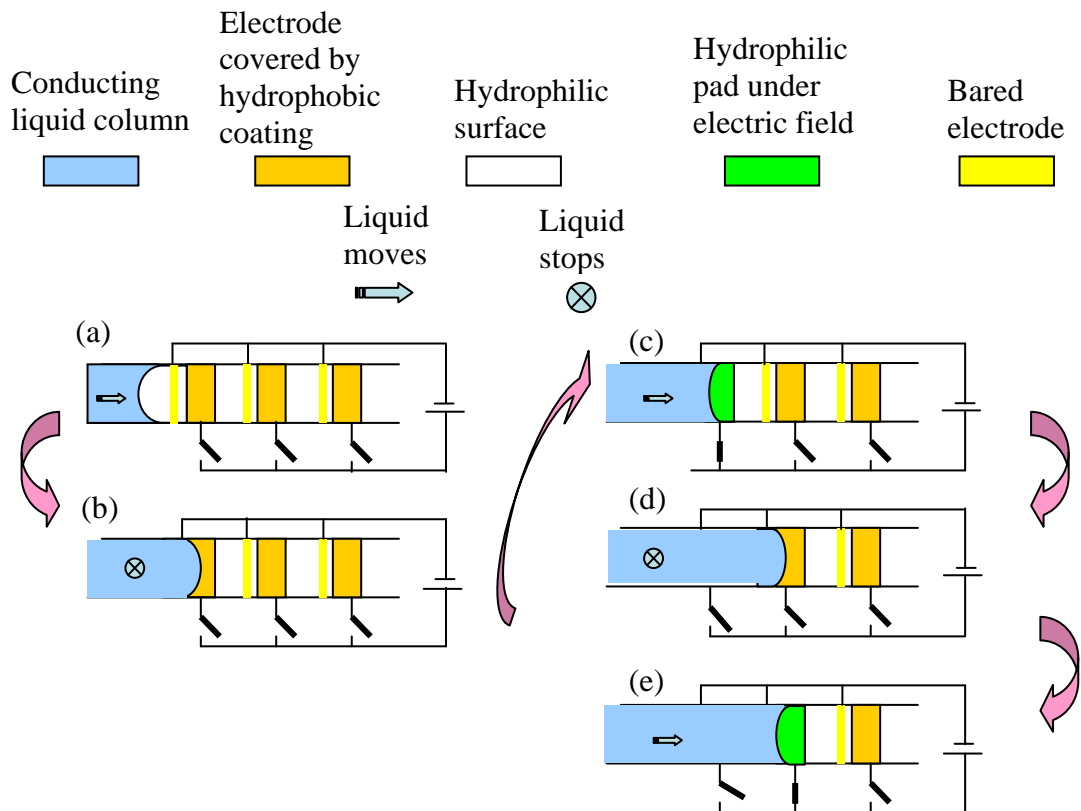 Conducting
liquid column
Electrode
covered by
hydrophobic
coating
Hydrophilic
surface
Hydrophilic
pad under
electric field
Bared
electrode
Liquid
moves
Liquid
stops
(a)
(b)
(c)
(d)
(e)